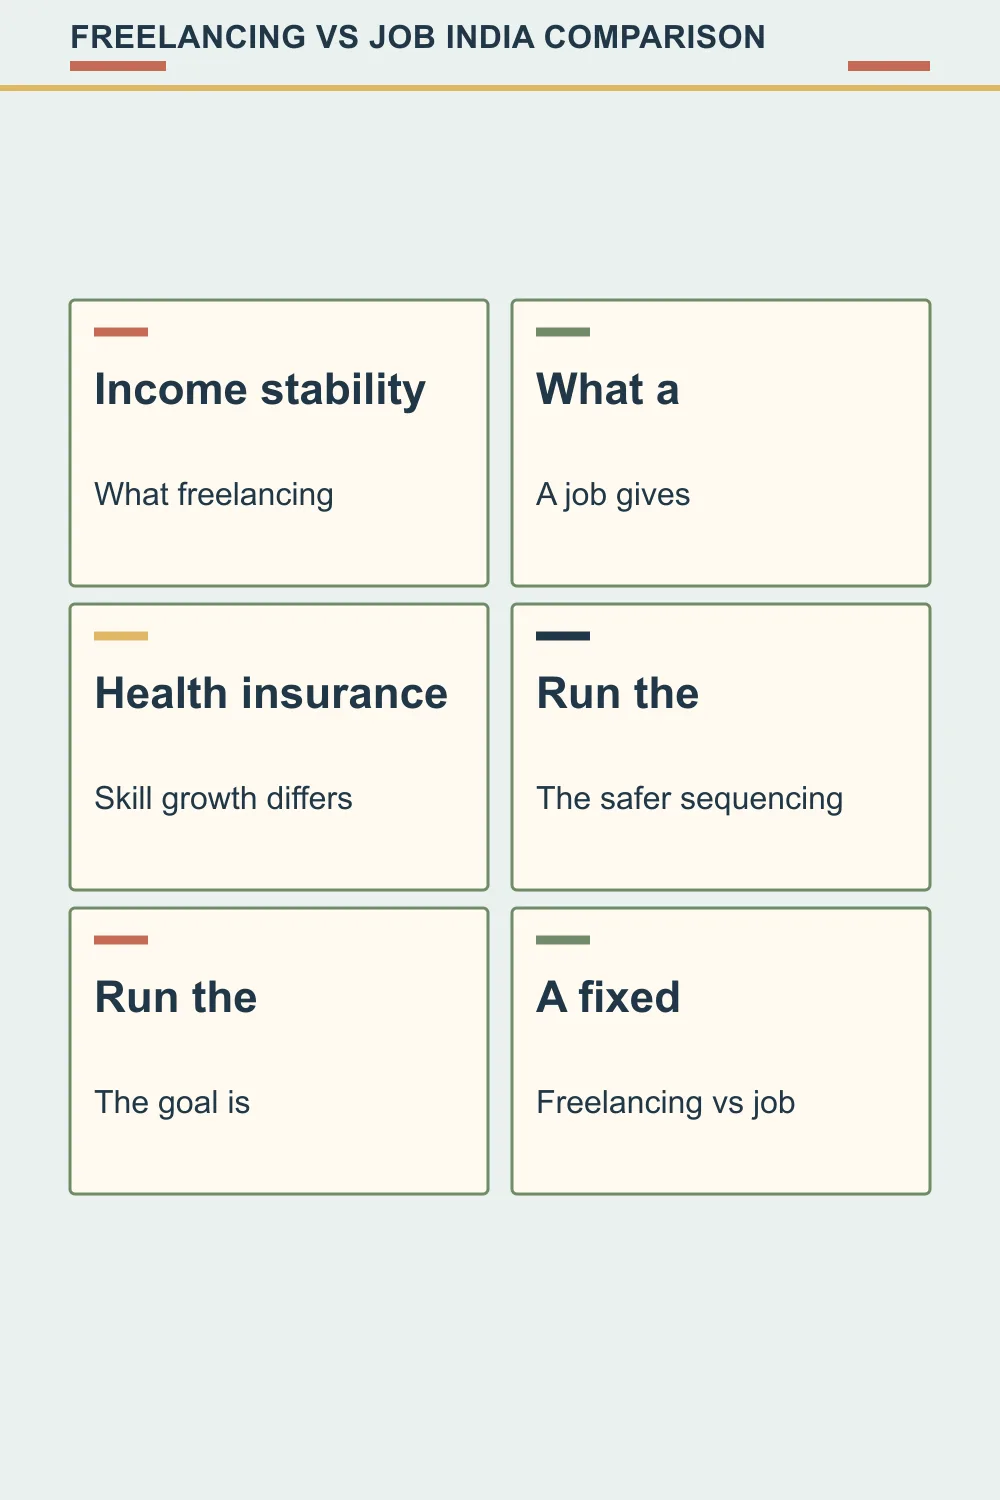 FREELANCING VS JOB INDIA COMPARISON
Income stability
What freelancing
What a
A job gives
Health insurance
Skill growth differs
Run the
The safer sequencing
Run the
The goal is
A fixed
Freelancing vs job